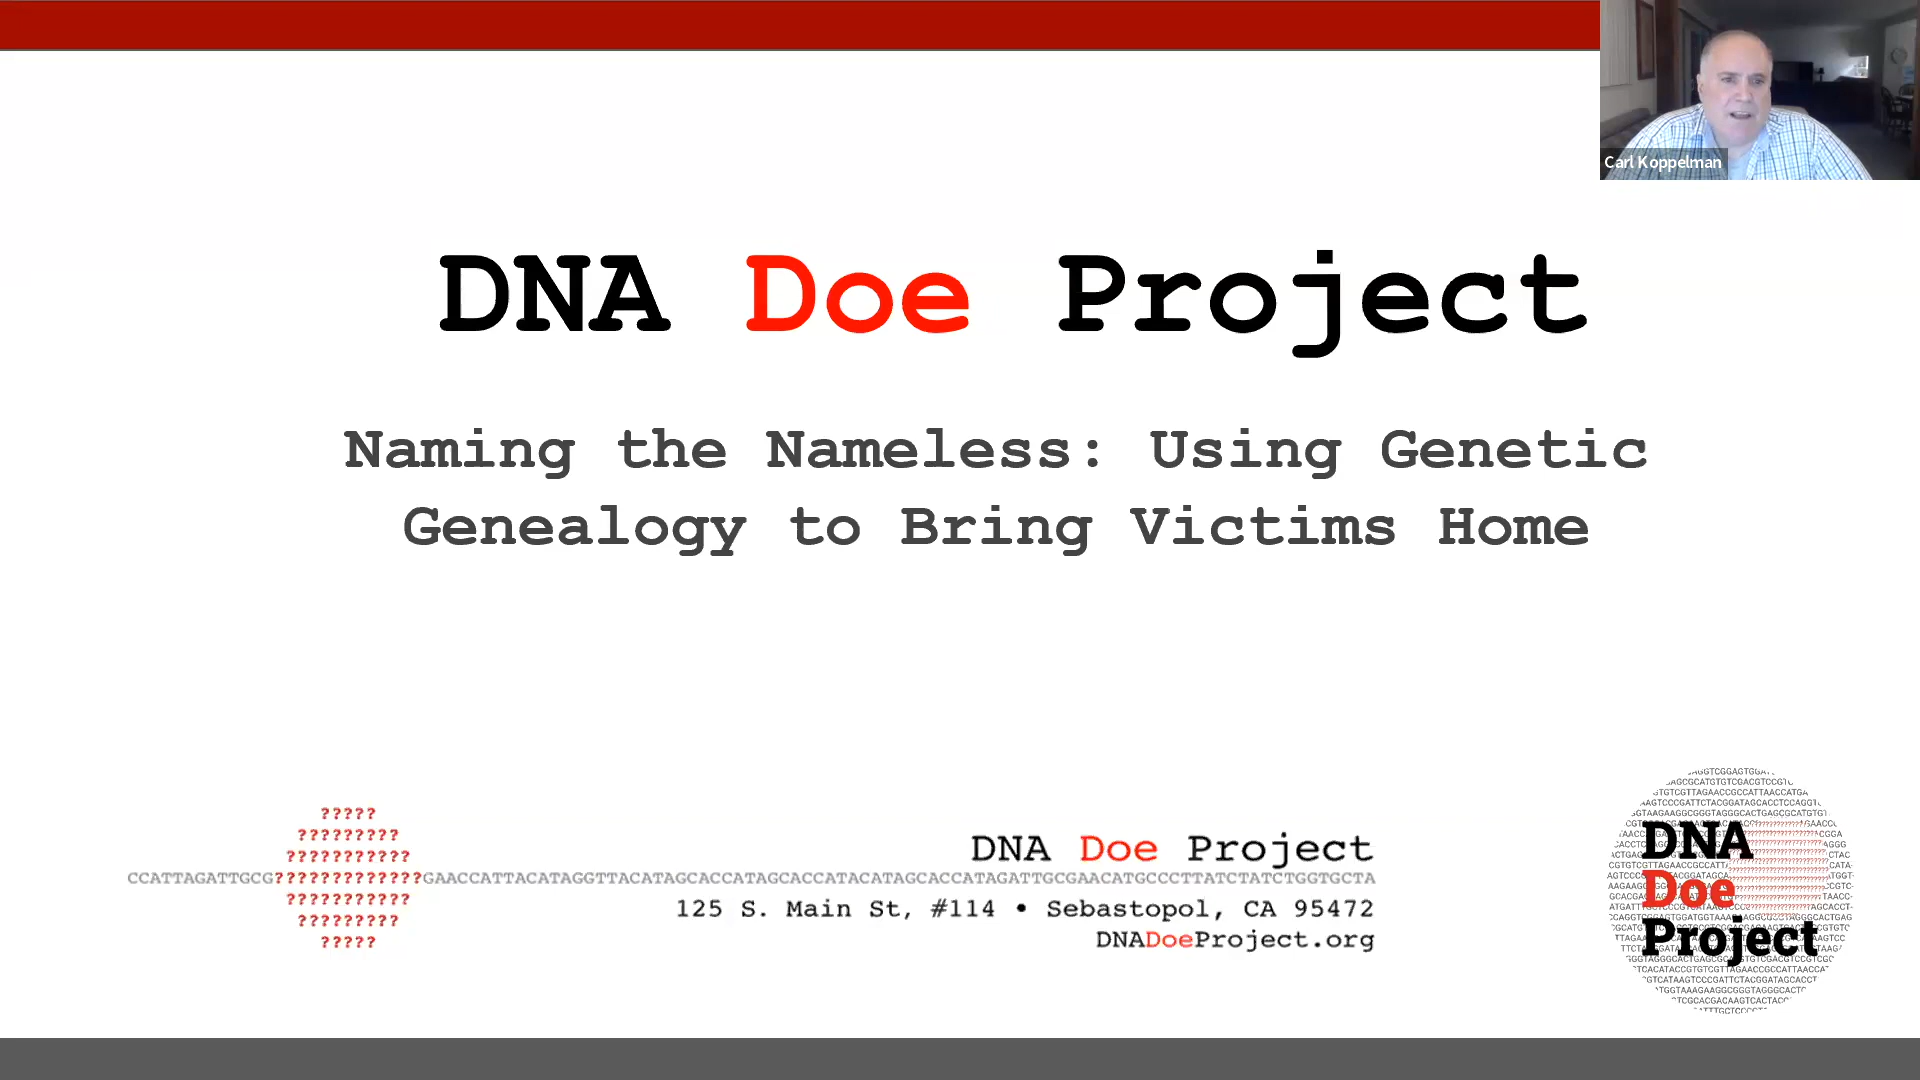 Carl Koppelman
DNA Doe Project
Naming the Nameless: Using Genetic
Genealogy to Bring Victims Home
?????
?????????
???????????
DNA Doe Project
CCATTAGATTGCG?????????????GAACCATTACATAGGTTACATAGCACCATAGCACCATACATAGCACCATAGATTGCGAACATGCCCTTATCTATCTGGTGCTA
???????????
125 S. Main St, #114 • Sebastopol, CA 95472
?????????
?????
DNADoeProject.org
DNA
Doe
Project